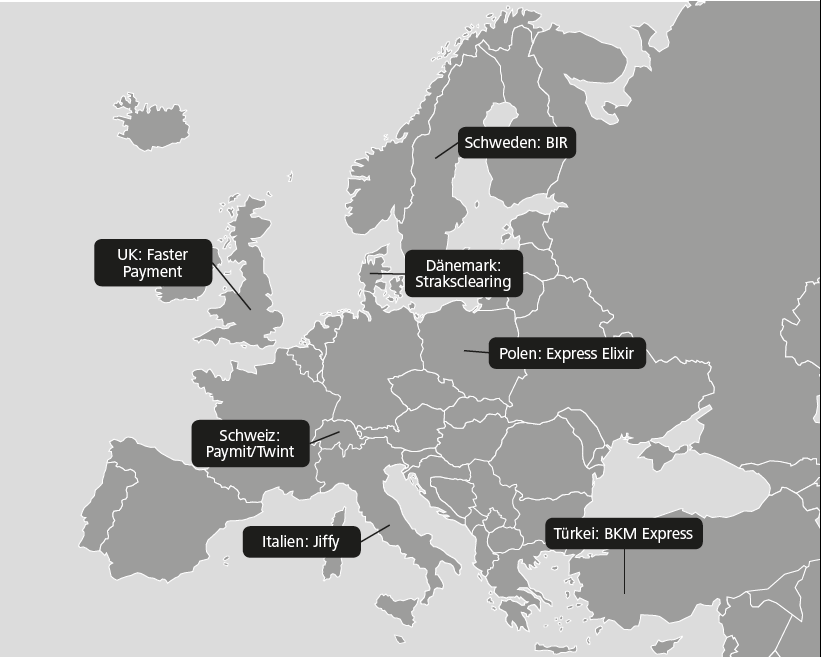 Schweden: BIR
UK: Faster
Payment
Dänemark:
Straksclearing
Polen: Express Elixir
Schweiz:
Paymit/Twint
Italien: Jiffy
Türkei: BKM Express